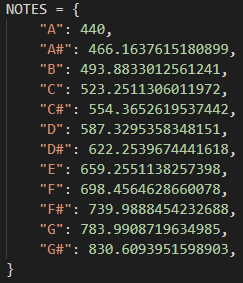 NOTES = {
    "A": 440,
    "A#": 466.1637615180899,
    "B": 493.8833012561241,
    "C": 523.2511306011972,
    "C#": 554.3652619537442,
    "D": 587.3295358348151,
    "D#": 622.2539674441618,
    "E": 659.2551138257398,
    "F": 698.4564628660078,
    "F#": 739.9888454232688,
    "G": 783.9908719634985,
    "G#": 830.6093951598903,
}